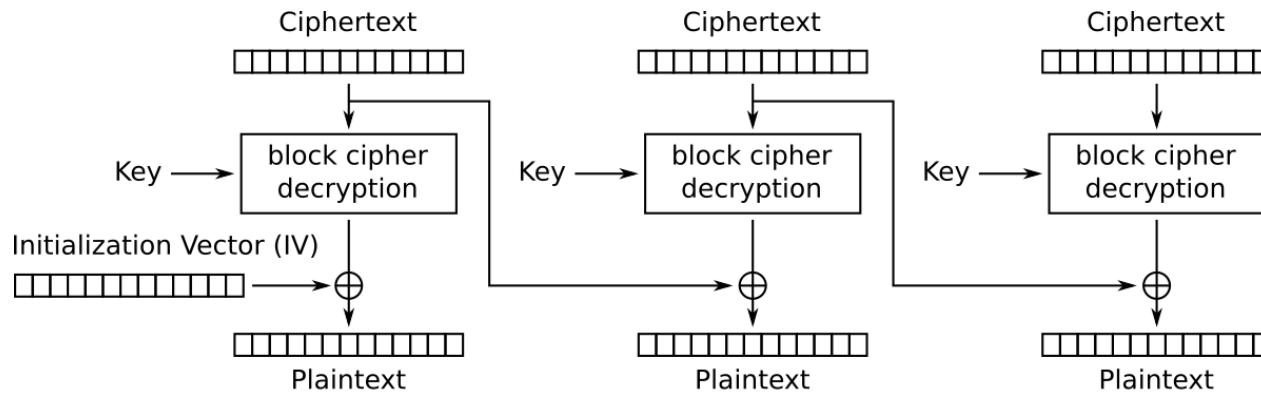 Ciphertext
Ciphertext
Ciphertext
Key
block cipher
decryption
Key
block cipher
decryption
Key
block cipher
decryption
Initialization Vector (IV)
Plaintext
Plaintext
Plaintext